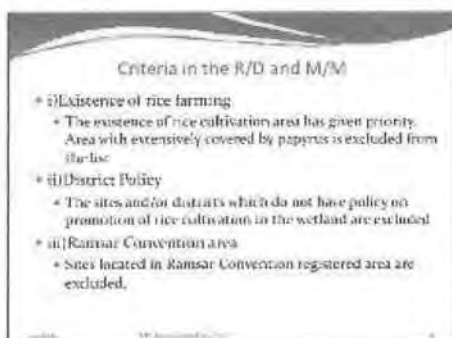 Criteria in the R/D and M/M
• i)Existence of rice farming
• The existence of rice cultivation area has given priority.
Area with extensively covered by papyrus is excluded from
the list
• ii)District Policy
• The sites and/or districts which do not have policy on
promotion of rice cultivation in the wetland are excluded
• iii)Ramsar Convention area
• Sites located in Ramsar Convention registered area are
excluded.